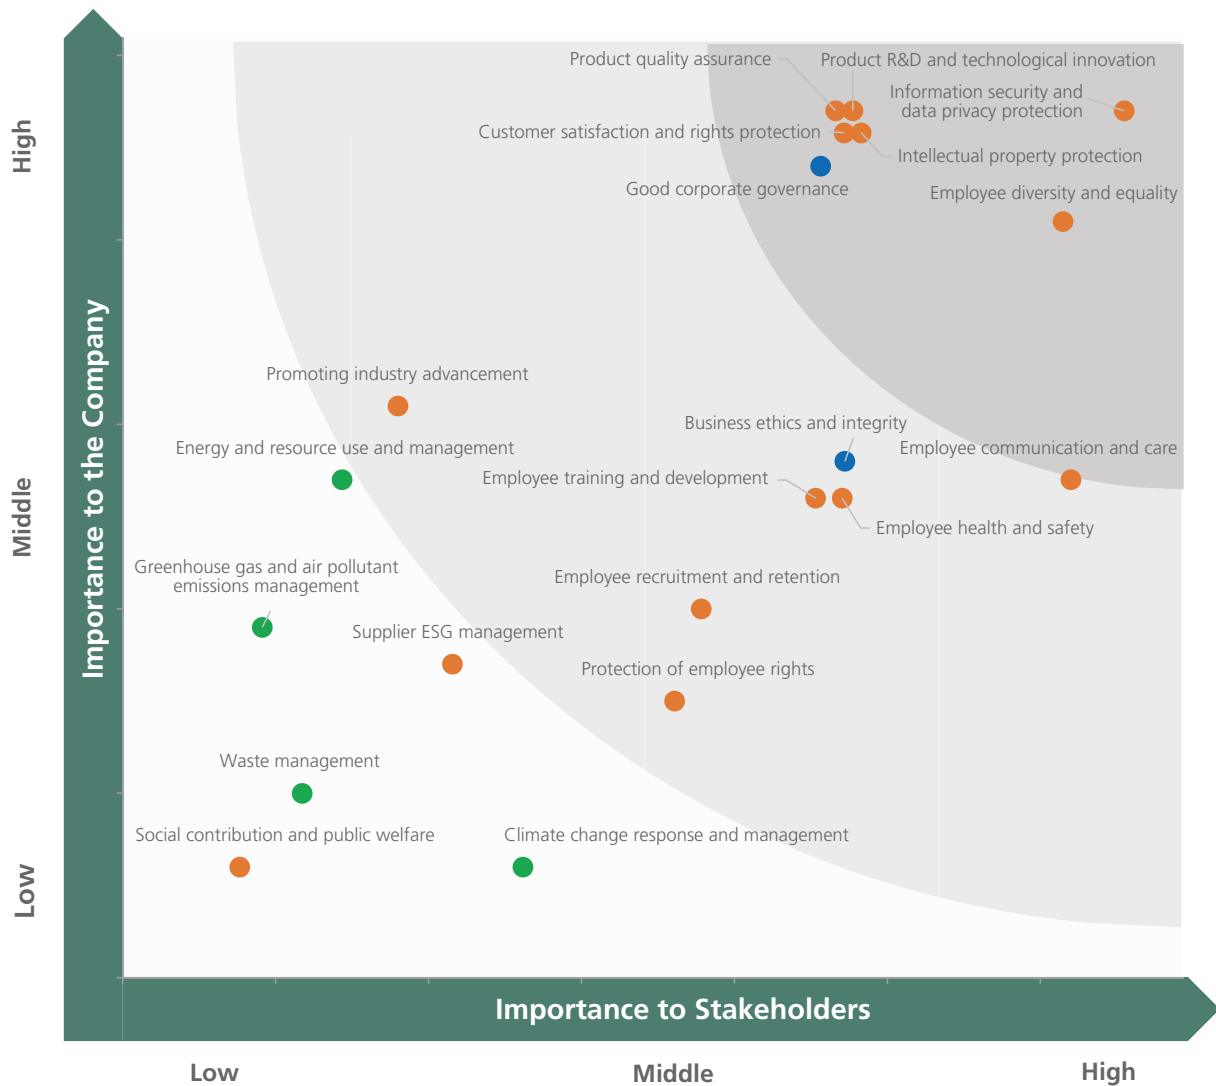 Product quality assurance
Product R&D and technological innovation
Information security and
data privacy protection
Customer satisfaction and rights protection
Intellectual property protection
Good corporate governance
Employee diversity and equality
Promoting industry advancement
Business ethics and integrity
Energy and resource use and management
Employee communication and care
Employee training and development
Employee health and safety
Greenhouse gas and air pollutant
emissions management
Employee recruitment and retention
Supplier ESG management
Protection of employee rights
Waste management
Social contribution and public welfare
Climate change response and management
High
Middle
Low
Importance to the Company
Importance to Stakeholders
Low
Middle
High